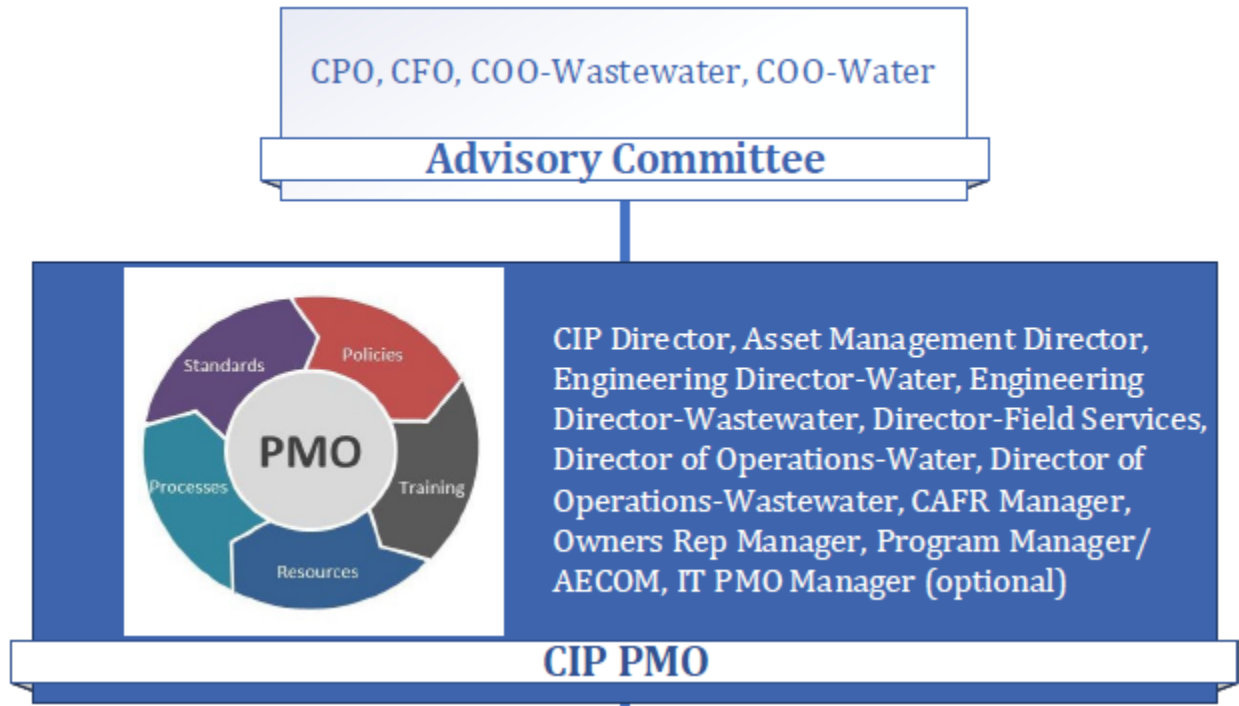 CPO, CFO, COO-Wastewater, COO-Water
Advisory Committee
Standards
Policies
PMO
Processes
Training
Resources
CIP Director, Asset Management Director,
Engineering Director-Water, Engineering
Director-Wastewater, Director-Field Services,
Director of Operations-Water, Director of
Operations-Wastewater, CAFR Manager,
Owners Rep Manager, Program Manager/
AECOM, IT PMO Manager (optional)
CIP PMO